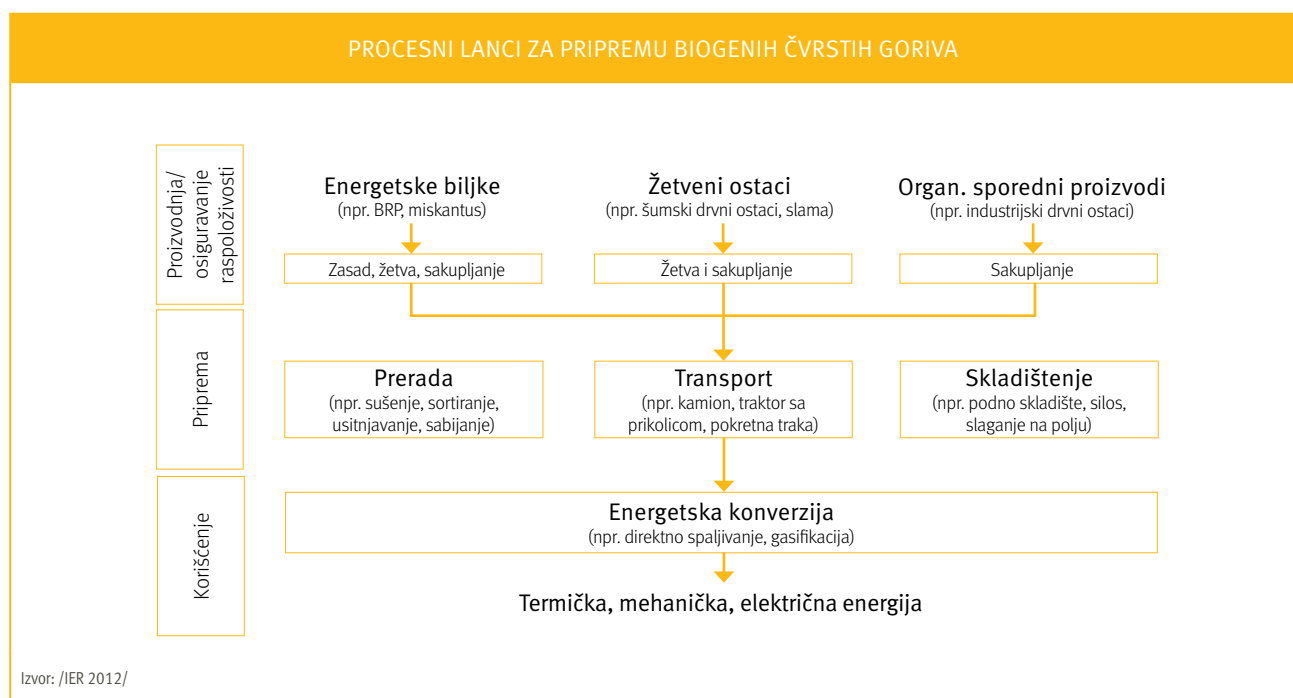 PROCESNI LANCI ZA PRIPREMU BIOGENIH ČVRSTIH GORIVA
Proizvodnja/
osiguravanje
raspoloživosti
Energetske biljke
(npr. BRP, miskantus)
Žetveni ostaci
(npr. šumski drvni ostaci, slama)
Organ. sporedni proizvodi
(npr. industrijski drvni ostaci)
Zasad, žetva, sakupljanje
Žetva i sakupljanje
Sakupljanje
Priprema
Prerada
(npr. sušenje, sortiranje,
usitnjavanje, sabijanje)
Transport
(npr. kamion, traktor sa
prikolicom, pokretna traka)
Skladištenje
(npr. podno skladište, silos,
slaganje na polju)
Korišćenje
Energetska konverzija
(npr. direktno spaljivanje, gasifikacija)
Termička, mehanička, električna energija
Izvor: /IER 2012/